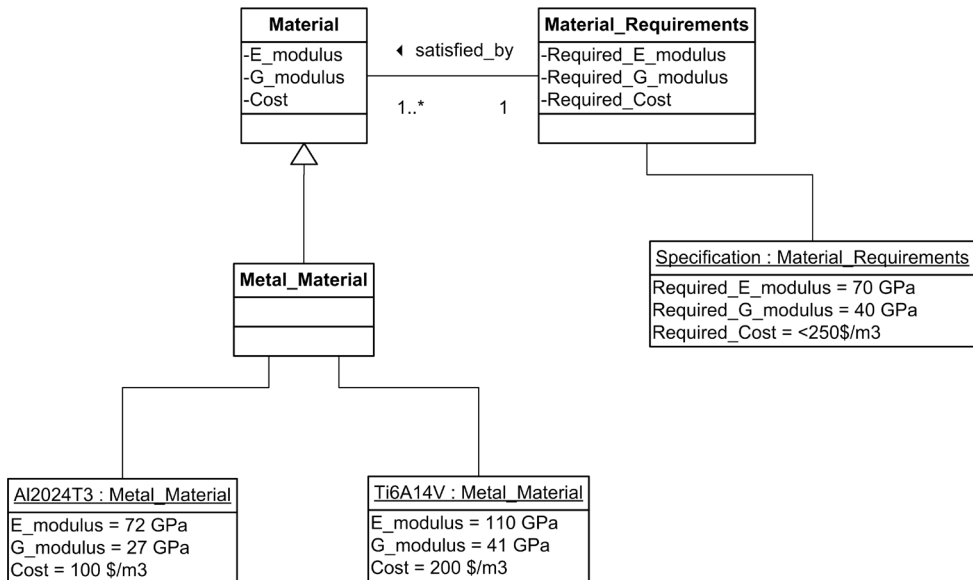 Material
-E_modulus
-G_modulus
-Cost
satisfied_by
1..*
1
Material_Requirements
-Required_E_modulus
-Required_G_modulus
-Required_Cost
Metal_Material
Specification : Material_Requirements
Required_E_modulus = 70 GPa
Required_G_modulus = 40 GPa
Required_Cost = <250$/m3
Al2024T3 : Metal_Material
E_modulus = 72 GPa
G_modulus = 27 GPa
Cost = 100 $/m3
Ti6A14V : Metal_Material
E_modulus = 110 GPa
G_modulus = 41 GPa
Cost = 200 $/m3